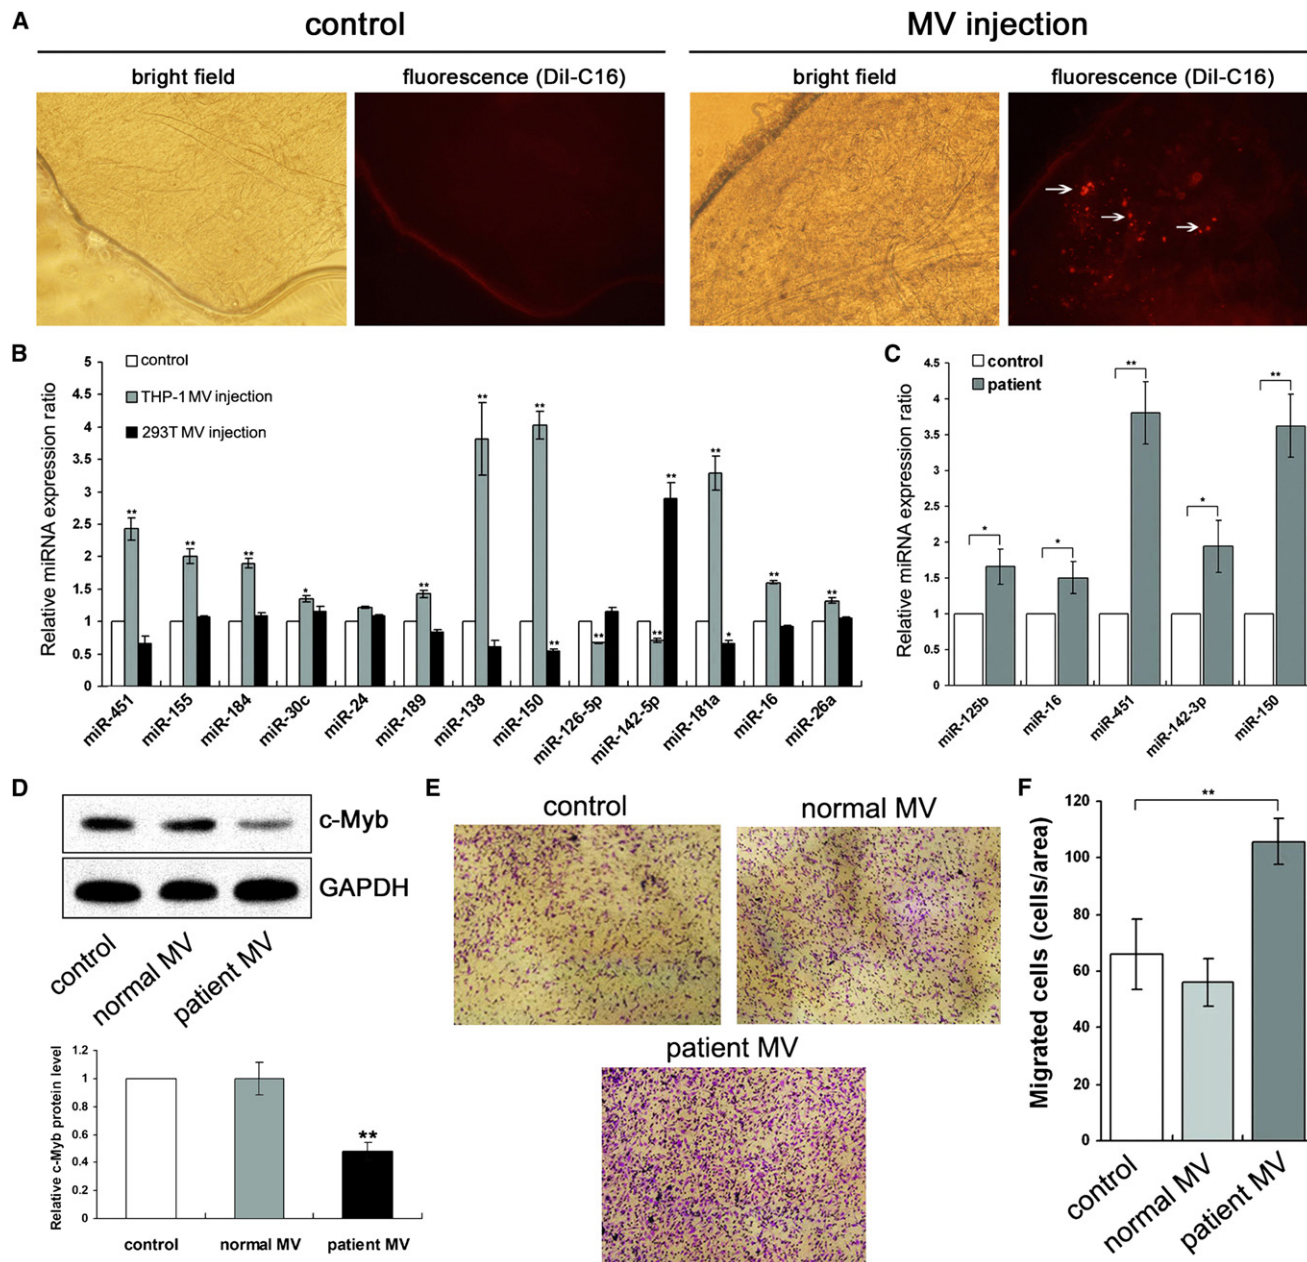 A
control
MV injection
bright field
fluorescence (DiI-C16)
bright field
fluorescence (DiI-C16)
B
Relative miRNA expression ratio
5
4.5
4
3.5
3
2.5
2
1.5
1
0.5
0
control
THP-1 MV injection
293T MV injection
**
**
**
*
**
**
**
**
**
**
**
**
*
**
**
miR-451
miR-155
miR-184
miR-30c
miR-24
miR-189
miR-138
miR-150
miR-126-5p
miR-142-5p
miR-181a
miR-16
miR-26a
C
Relative miRNA expression ratio
4.5
4
3.5
3
2.5
2
1.5
1
0.5
0
control
patient
*
*
**
*
**
miR-125b
miR-16
miR-451
miR-142-3p
miR-150
D
c-Myb
GAPDH
control
normal MV
patient MV
Relative c-Myb protein level
1.2
1
0.8
0.6
0.4
0.2
0
**
control
normal MV
patient MV
E
control
normal MV
patient MV
F
Migrated cells (cells/area)
120
100
80
60
40
20
0
**
control
normal MV
patient MV